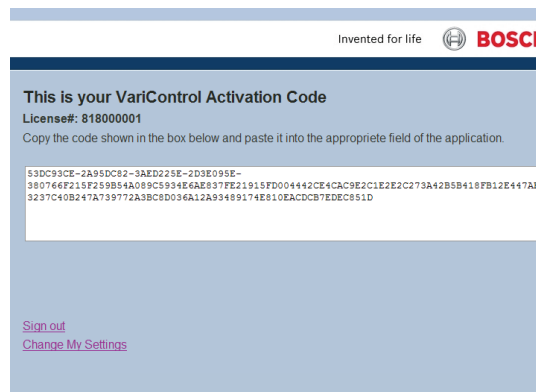 Invented for life
This is your VariControl Activation Code
License#: 818000001
Copy the code shown in the box below and paste it into the appropriete field of the application.
53DC93CE-2A95DC82-3AED225E-2D3E095E-
380766F215F259B54A089C5934E6AE837FE21915FD004442CE4CAC9E2C1E2E2C273A42B5B418FB12E447A
3237C40B247A739772A3BC8D036A12A93489174E810EACDCB7EDEC851D
Sign out
Change My Settings